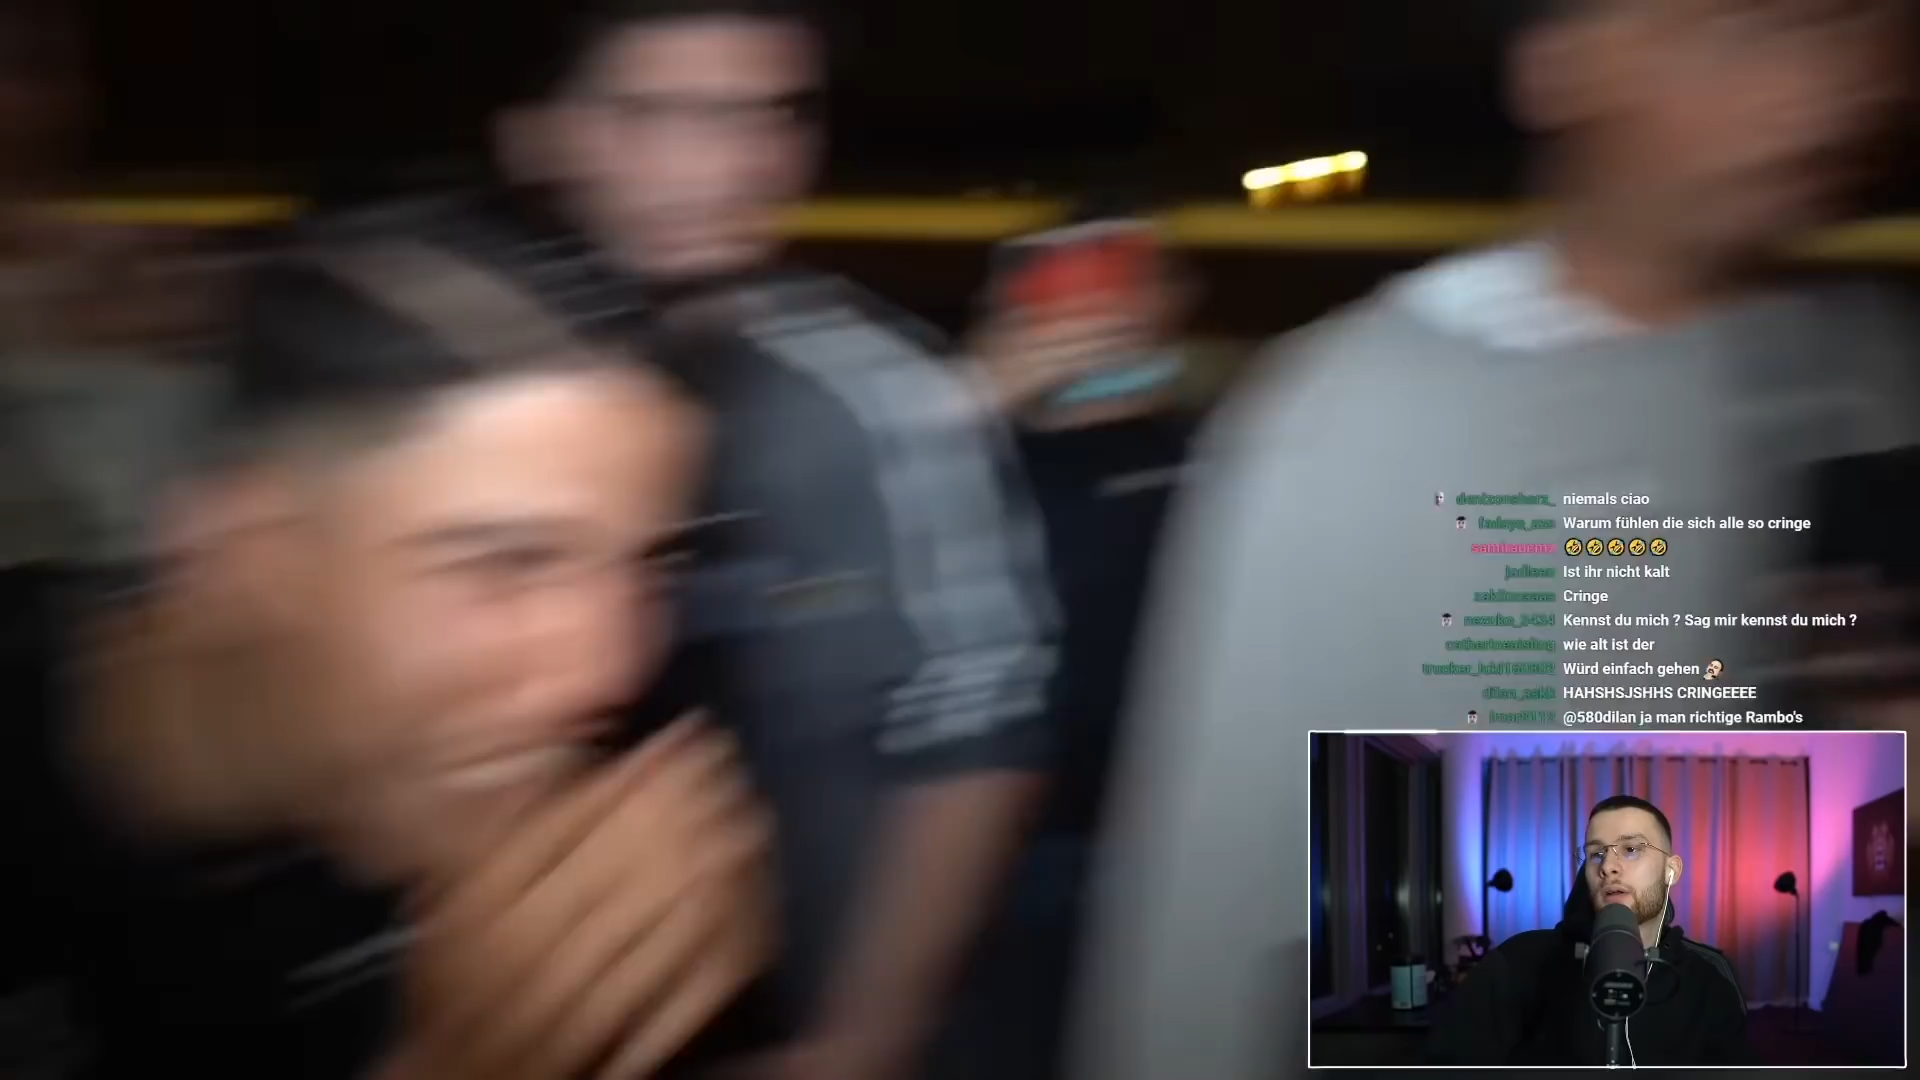 niemals ciao
Warum fühlen die sich alle so cringe
🤣🤣🤣🤣🤣
Ist ihr nicht kalt
Cringe
Kennst du mich ? Sag mir kennst du mich ?
wie alt ist der
Würd einfach gehen
HAHSHSJSHHS CRINGEEEE
@580dilan ja man richtige Rambo's